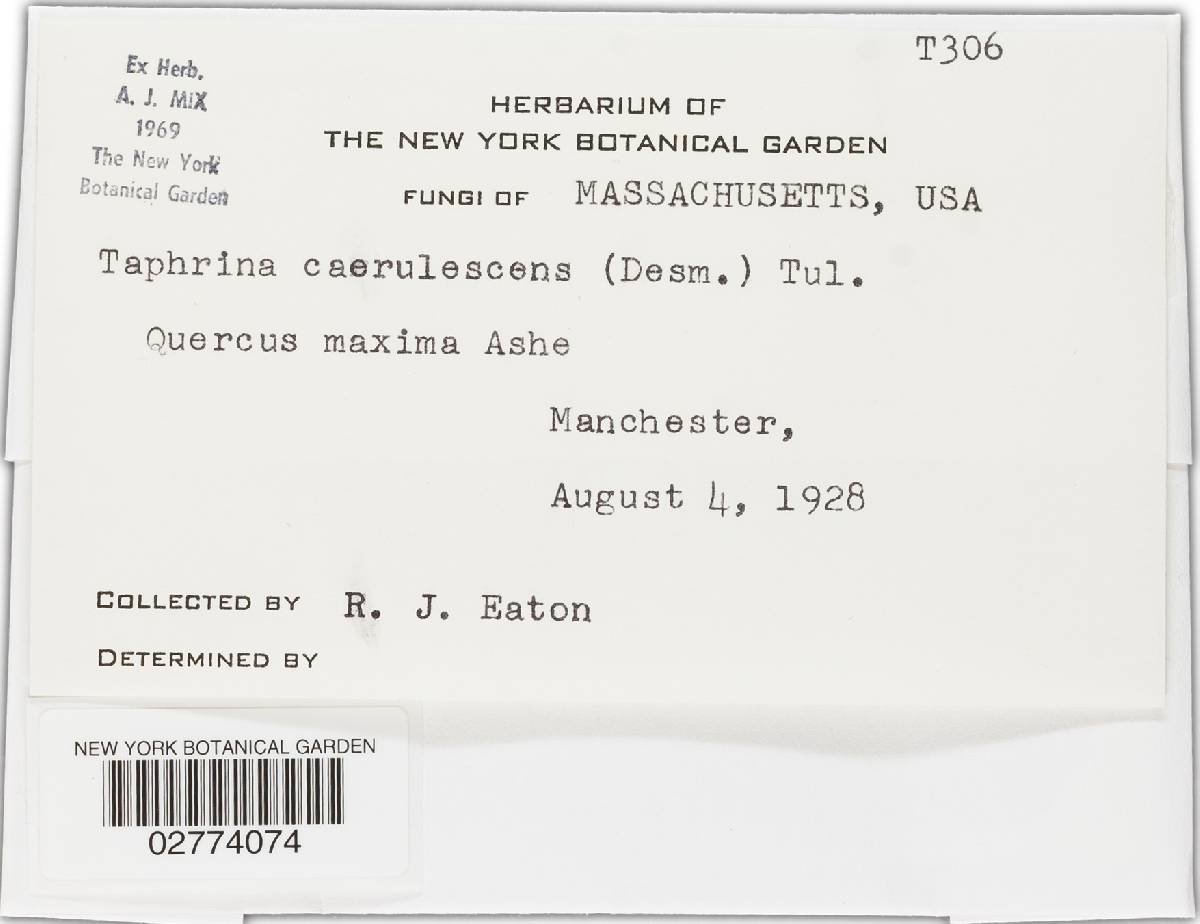 T306
Ex Herb.
A. J. MIX
1969
The New York
Botanical Garden
HERBARIUM OF
THE NEW YORK BOTANICAL GARDEN
FUNGI OF MASSACHUSETTS, USA
Taphrina caerulescens (Desm.) Tul.
Quercus maxima Ashe
Manchester,
August 4, 1928
COLLECTED BY R. J. Eaton
DETERMINED BY
NEW YORK BOTANICAL GARDEN
02774074